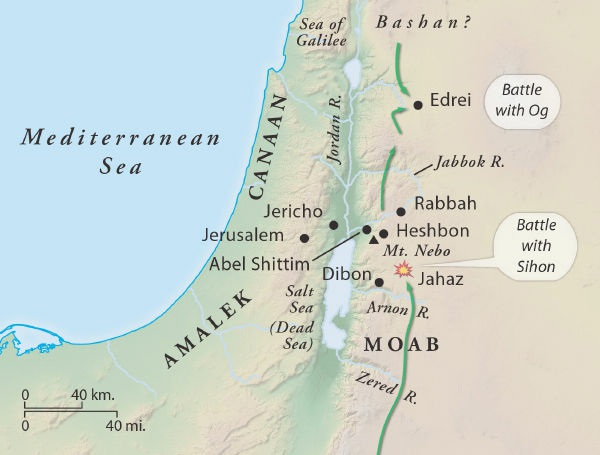 Sea of
Galilee
Bashan?
Edrei
Battle
with Og
Mediterranean
Sea
CANAAN
Jordan R.
Jabbok R.
Rabbah
Jericho
Heshbon
Jerusalem
Mt. Nebo
Abel Shittim
Battle
with
Sihon
Dibon
Jahaz
Salt
Sea
(Dead
Sea)
Arnon R.
AMALEK
MOAB
Zered R.
0 40 km.
0 40 mi.